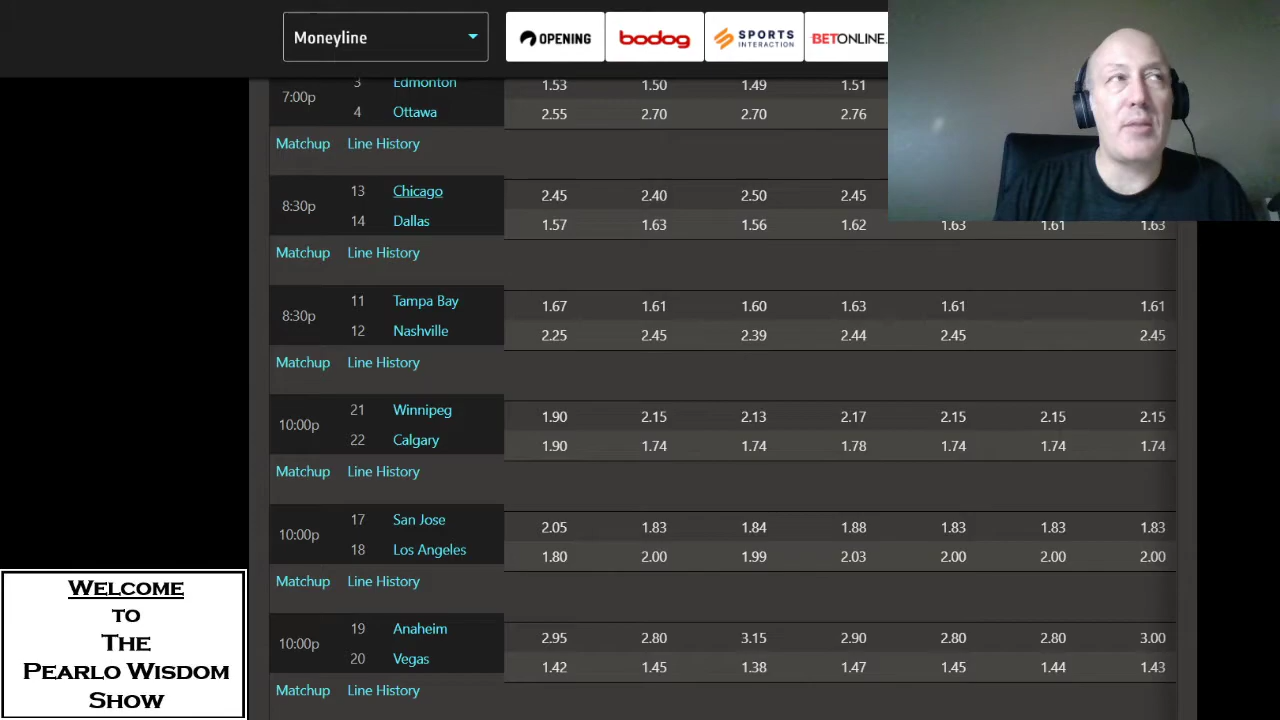 Moneyline OPENING bodog SPORTS INTERACTION BETONLINE.
7:00p 3 Edmonton 1.53 1.50 1.49 1.51
4 Ottawa 2.55 2.70 2.70 2.76
Matchup Line History
8:30p 13 Chicago 2.45 2.40 2.50 2.45
14 Dallas 1.57 1.63 1.56 1.62 1.63 1.61 1.63
Matchup Line History
8:30p 11 Tampa Bay 1.67 1.61 1.60 1.63 1.61 1.61
12 Nashville 2.25 2.45 2.39 2.44 2.45 2.45
Matchup Line History
10:00p 21 Winnipeg 1.90 2.15 2.13 2.17 2.15 2.15 2.15
22 Calgary 1.90 1.74 1.74 1.78 1.74 1.74 1.74
Matchup Line History
10:00p 17 San Jose 2.05 1.83 1.84 1.88 1.83 1.83 1.83
18 Los Angeles 1.80 2.00 1.99 2.03 2.00 2.00 2.00
Matchup Line History
10:00p 19 Anaheim 2.95 2.80 3.15 2.90 2.80 2.80 3.00
20 Vegas 1.42 1.45 1.38 1.47 1.45 1.44 1.43
Matchup Line History
Welcome
to
The
Pearlo Wisdom
Show